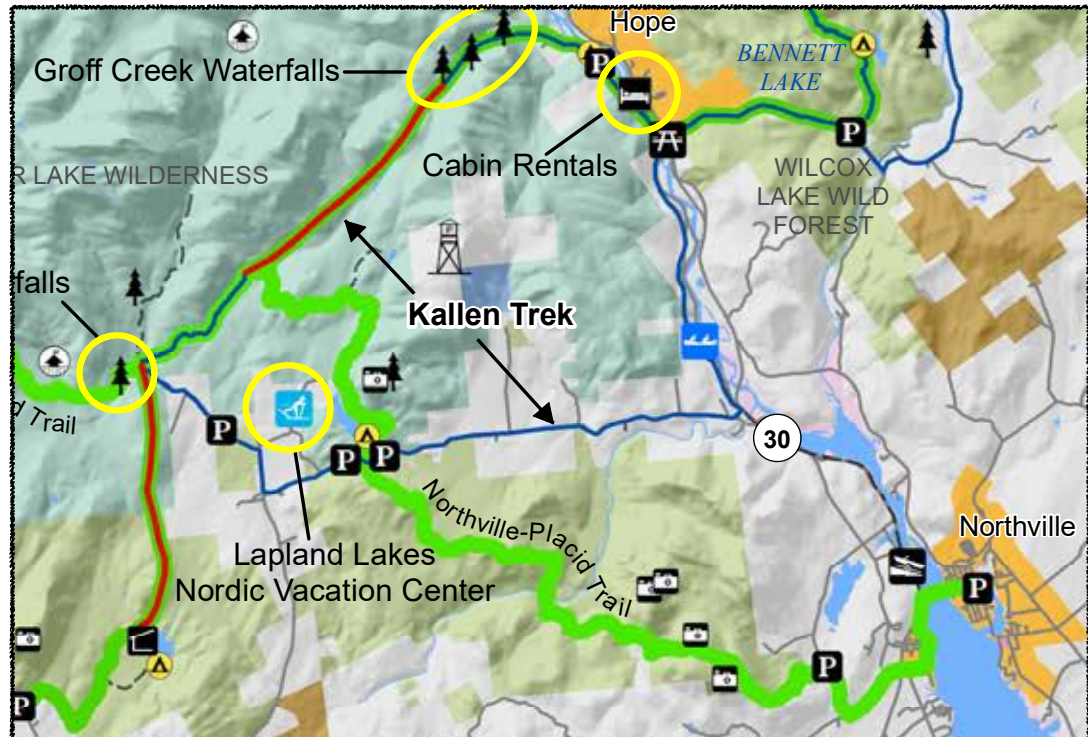 Hope
Groff Creek Waterfalls
BENNETT
LAKE
P
Cabin Rentals
P
R LAKE WILDERNESS
WILCOX
LAKE WILD
FOREST
falls
Kallen Trek
d Trail
P
30
P
P
Northville-Placid Trail
Northville
Lapland Lakes
Nordic Vacation Center
P
P
P